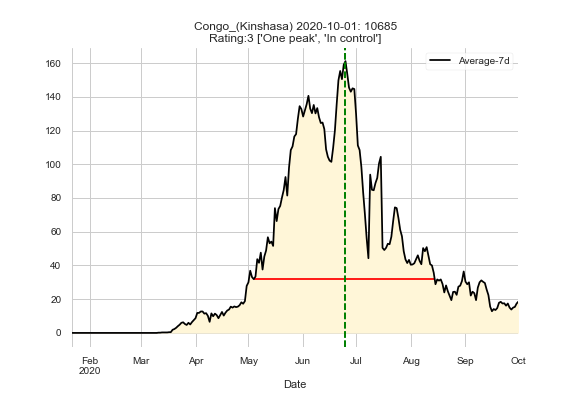 Congo_(Kinshasa) 2020-10-01: 10685
Rating:3 ['One peak', 'In control']
Average-7d
160
140
120
100
80
60
40
20
0
Feb Mar Apr May Jun Jul Aug Sep Oct
2020
Date